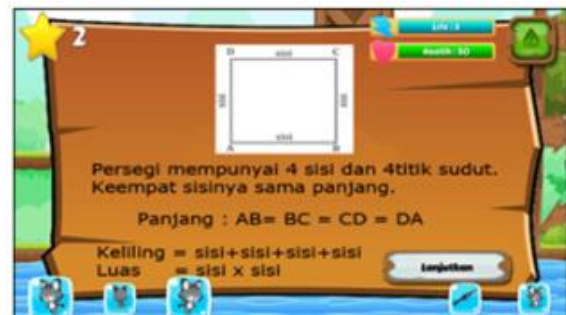 2
Life : 3
Health : 50
D sisi C
sisi
sisi
sisi
A B
Persegi mempunyai 4 sisi dan 4titik sudut.
Keempat sisinya sama panjang.
Panjang : AB= BC = CD = DA
Keliling = sisi+sisi+sisi+sisi
Luas = sisi x sisi
Lanjutkan